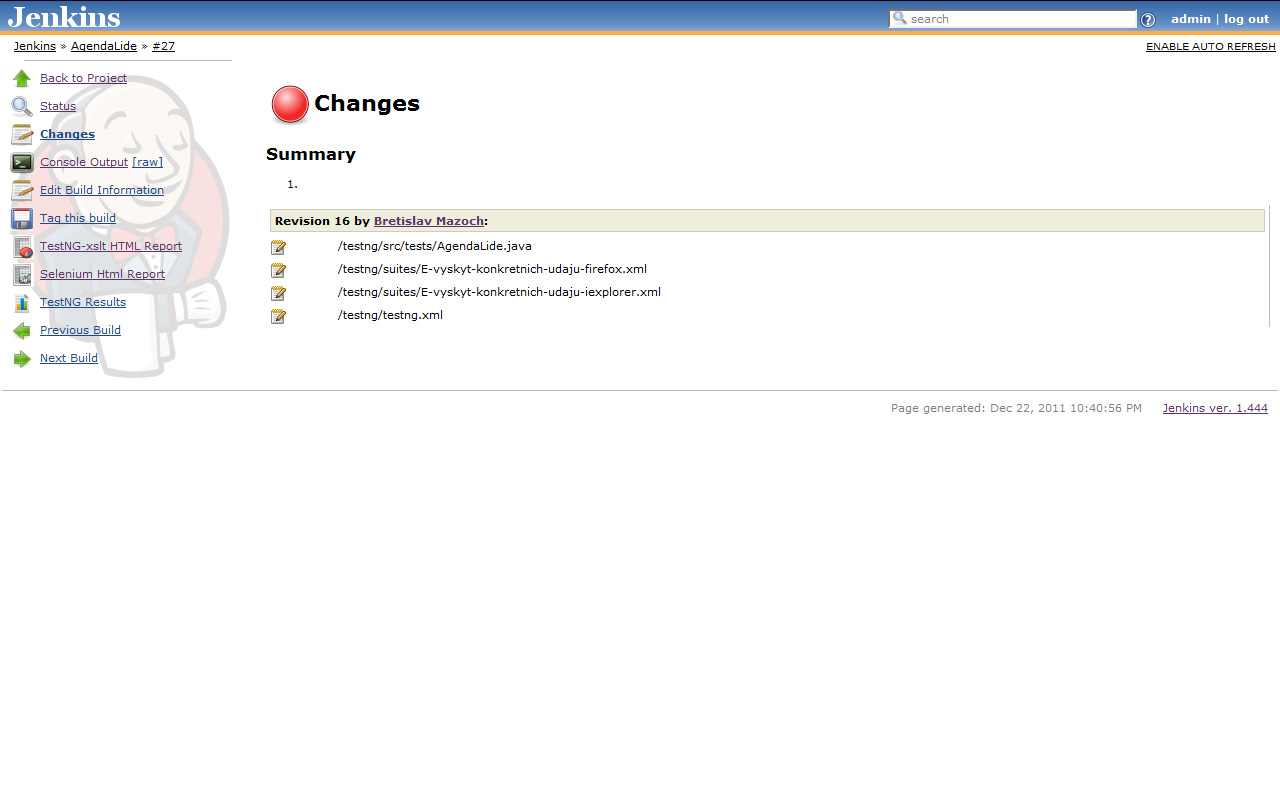 Jenkins
search
admin | log out
Jenkins » AgendaLide » #27
ENABLE AUTO REFRESH
Back to Project
Status
Changes
Console Output [raw]
Edit Build Information
Tag this build
TestNG-xslt HTML Report
Selenium Html Report
TestNG Results
Previous Build
Next Build
Changes
Summary
1.
Revision 16 by Bretislav Mazoch:
/testng/src/tests/AgendaLide.java
/testng/suites/E-vyskyt-konkretnich-udaju-firefox.xml
/testng/suites/E-vyskyt-konkretnich-udaju-iexplorer.xml
/testng/testng.xml
Page generated: Dec 22, 2011 10:40:56 PM
Jenkins ver. 1.444